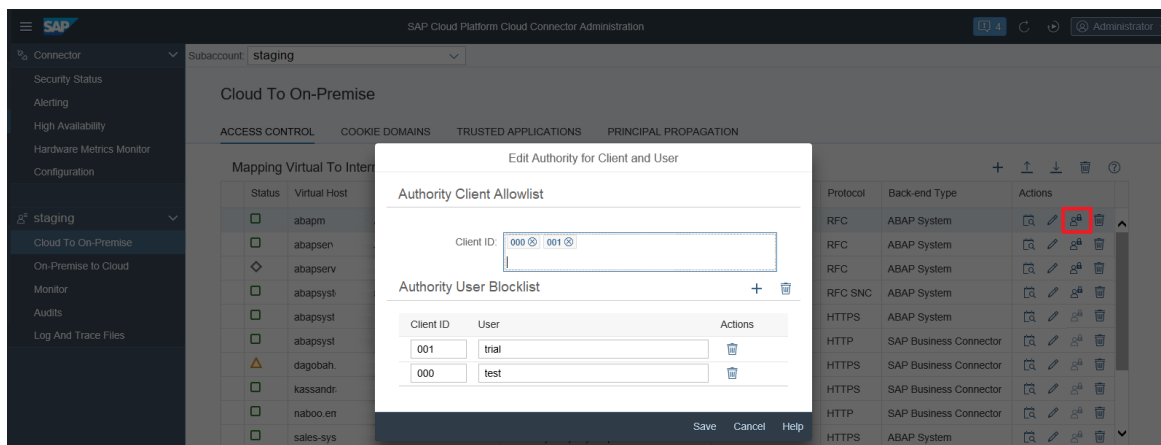 SAP
SAP Cloud Platform Cloud Connector Administration
4
Administrator
Connector
Security Status
Alerting
High Availability
Hardware Metrics Monitor
Configuration
staging
Cloud To On-Premise
On-Premise to Cloud
Monitor
Audits
Log And Trace Files
Subaccount: staging
Cloud To On-Premise
ACCESS CONTROL COOKIE DOMAINS TRUSTED APPLICATIONS PRINCIPAL PROPAGATION
Mapping Virtual To Intern
Status Virtual Host Protocol Back-end Type Actions
abapm RFC ABAP System
abapserv RFC ABAP System
abapserv RFC ABAP System
abapsyst RFC SNC ABAP System
abapsyst HTTPS ABAP System
abapsyst HTTP SAP Business Connector
dagobah. HTTPS SAP Business Connector
kassandra HTTPS SAP Business Connector
naboo.em HTTP SAP Business Connector
sales-sys HTTPS ABAP System
Edit Authority for Client and User
Authority Client Allowlist
Client ID: 000 001
Authority User Blocklist
Client ID User Actions
001 trial
000 test
Save Cancel Help